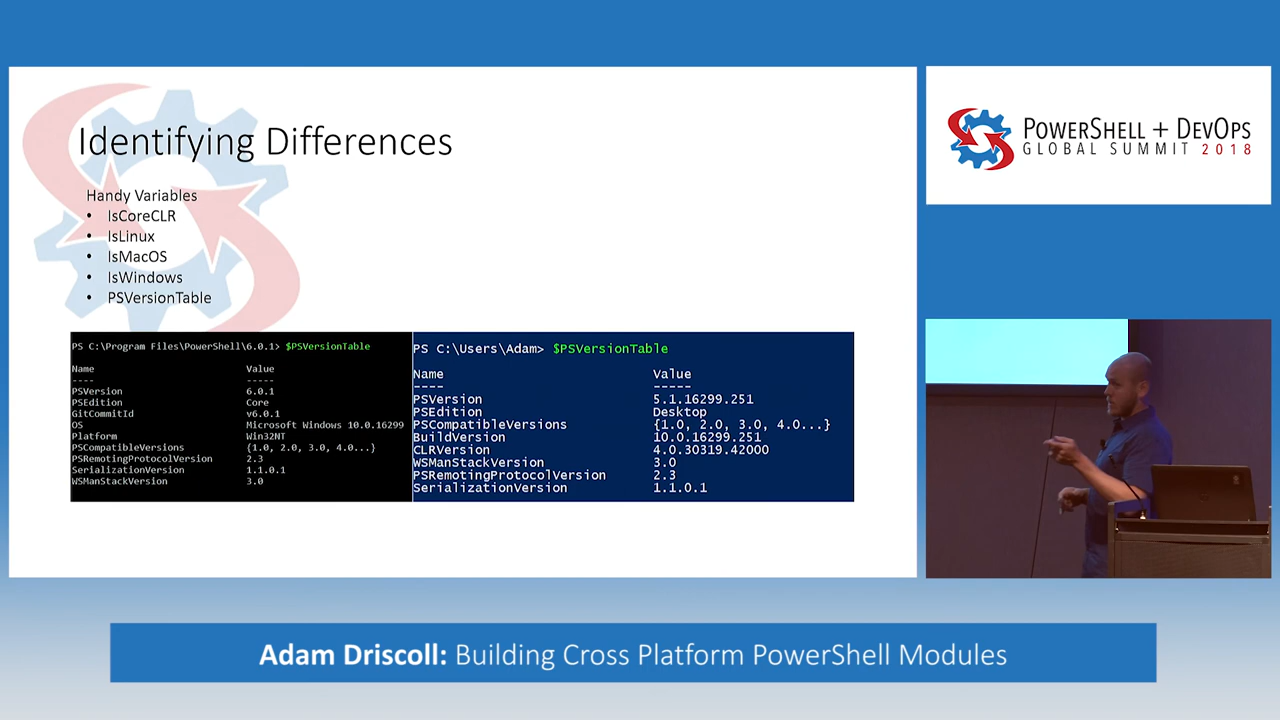 Identifying Differences
Handy Variables
• IsCoreCLR
• IsLinux
• IsMacOS
• IsWindows
• PSVersionTable
PS C:\Program Files\PowerShell\6.0.1> $PSVersionTable
Name Value
---- -----
PSVersion 6.0.1
PSEdition Core
GitCommitId v6.0.1
OS Microsoft Windows 10.0.16299
Platform Win32NT
PSCompatibleVersions {1.0, 2.0, 3.0, 4.0...}
PSRemotingProtocolVersion 2.3
SerializationVersion 1.1.0.1
WSManStackVersion 3.0
PS C:\Users\Adam> $PSVersionTable
Name Value
---- -----
PSVersion 5.1.16299.251
PSEdition Desktop
PSCompatibleVersions {1.0, 2.0, 3.0, 4.0...}
BuildVersion 10.0.16299.251
CLRVersion 4.0.30319.42000
WSManStackVersion 3.0
PSRemotingProtocolVersion 2.3
SerializationVersion 1.1.0.1
POWERSHELL + DEVOPS
GLOBAL SUMMIT 2018
Adam Driscoll: Building Cross Platform PowerShell Modules